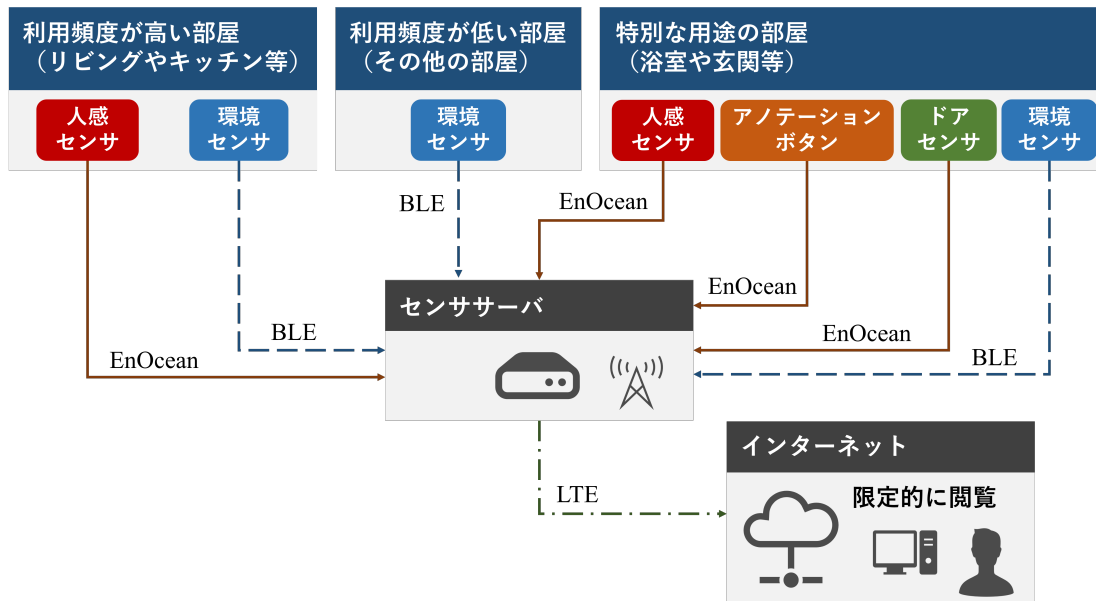 利用頻度が高い部屋
（リビングやキッチン等）
人感
センサ
環境
センサ
利用頻度が低い部屋
（その他の部屋）
環境
センサ
特別な用途の部屋
（浴室や玄関等）
人感
センサ
アノテーション
ボタン
ドア
センサ
環境
センサ
BLE
EnOcean
EnOcean
BLE
EnOcean
EnOcean
BLE
センササーバ
LTE
インターネット
限定的に閲覧